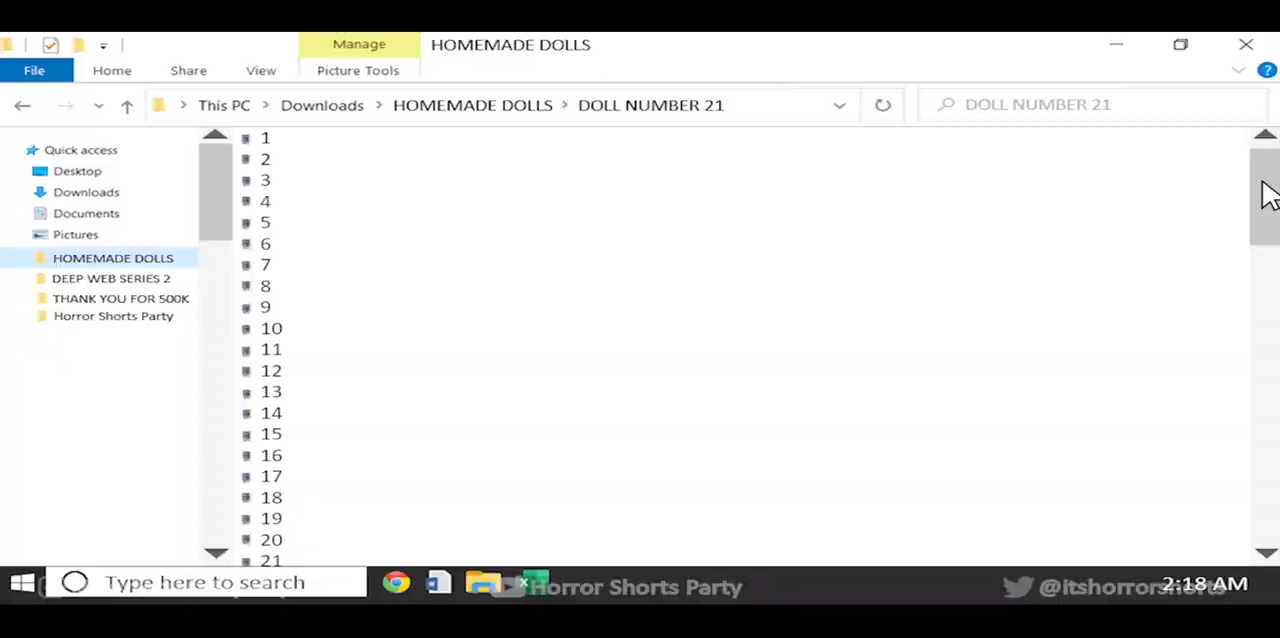 Manage
HOMEMADE DOLLS
File
Home
Share
View
Picture Tools
This PC > Downloads > HOMEMADE DOLLS > DOLL NUMBER 21
DOLL NUMBER 21
Quick access
Desktop
Downloads
Documents
Pictures
HOMEMADE DOLLS
DEEP WEB SERIES 2
THANK YOU FOR 500K
Horror Shorts Party
1
2
3
4
5
6
7
8
9
10
11
12
13
14
15
16
17
18
19
20
21
Type here to search
Horror Shorts Party
@itshorrorshorts
2:18 AM